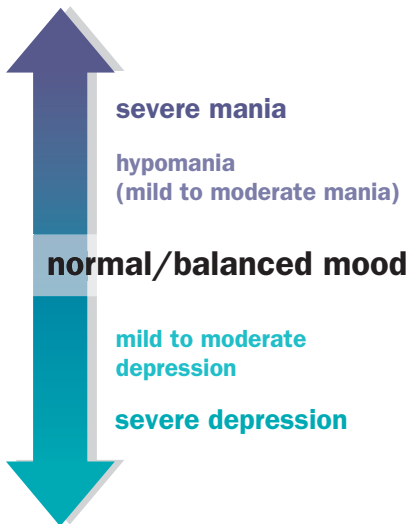 severe mania
hypomania
(mild to moderate mania)
normal/balanced mood
mild to moderate
depression
severe depression